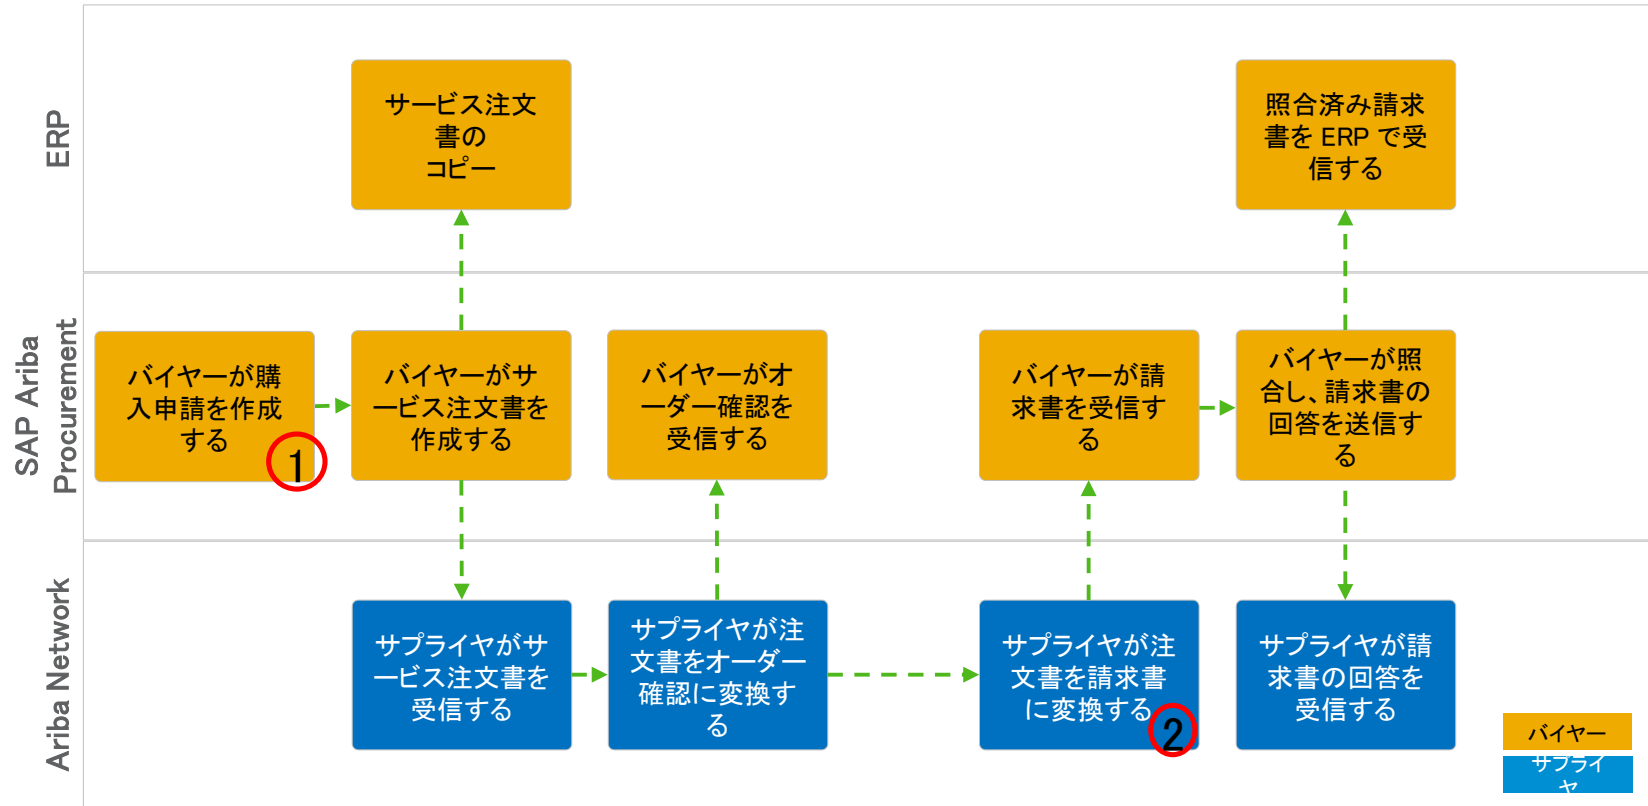 ERP
サービス注文
書の
コピー
照合済み請求
書を ERP で受
信する
SAP Ariba
Procurement
バイヤーが購
入申請を作成
する
1
バイヤーがサ
ービス注文書を
作成する
バイヤーがオ
ーダー確認を
受信する
バイヤーが請
求書を受信す
る
バイヤーが照
合し、請求書の
回答を送信す
る
Ariba Network
サプライヤがサ
ービス注文書を
受信する
サプライヤが注
文書をオーダー
確認に変換す
る
サプライヤが注
文書を請求書
に変換する
2
サプライヤが請
求書の回答を
受信する
バイヤー
サプライ
ヤ